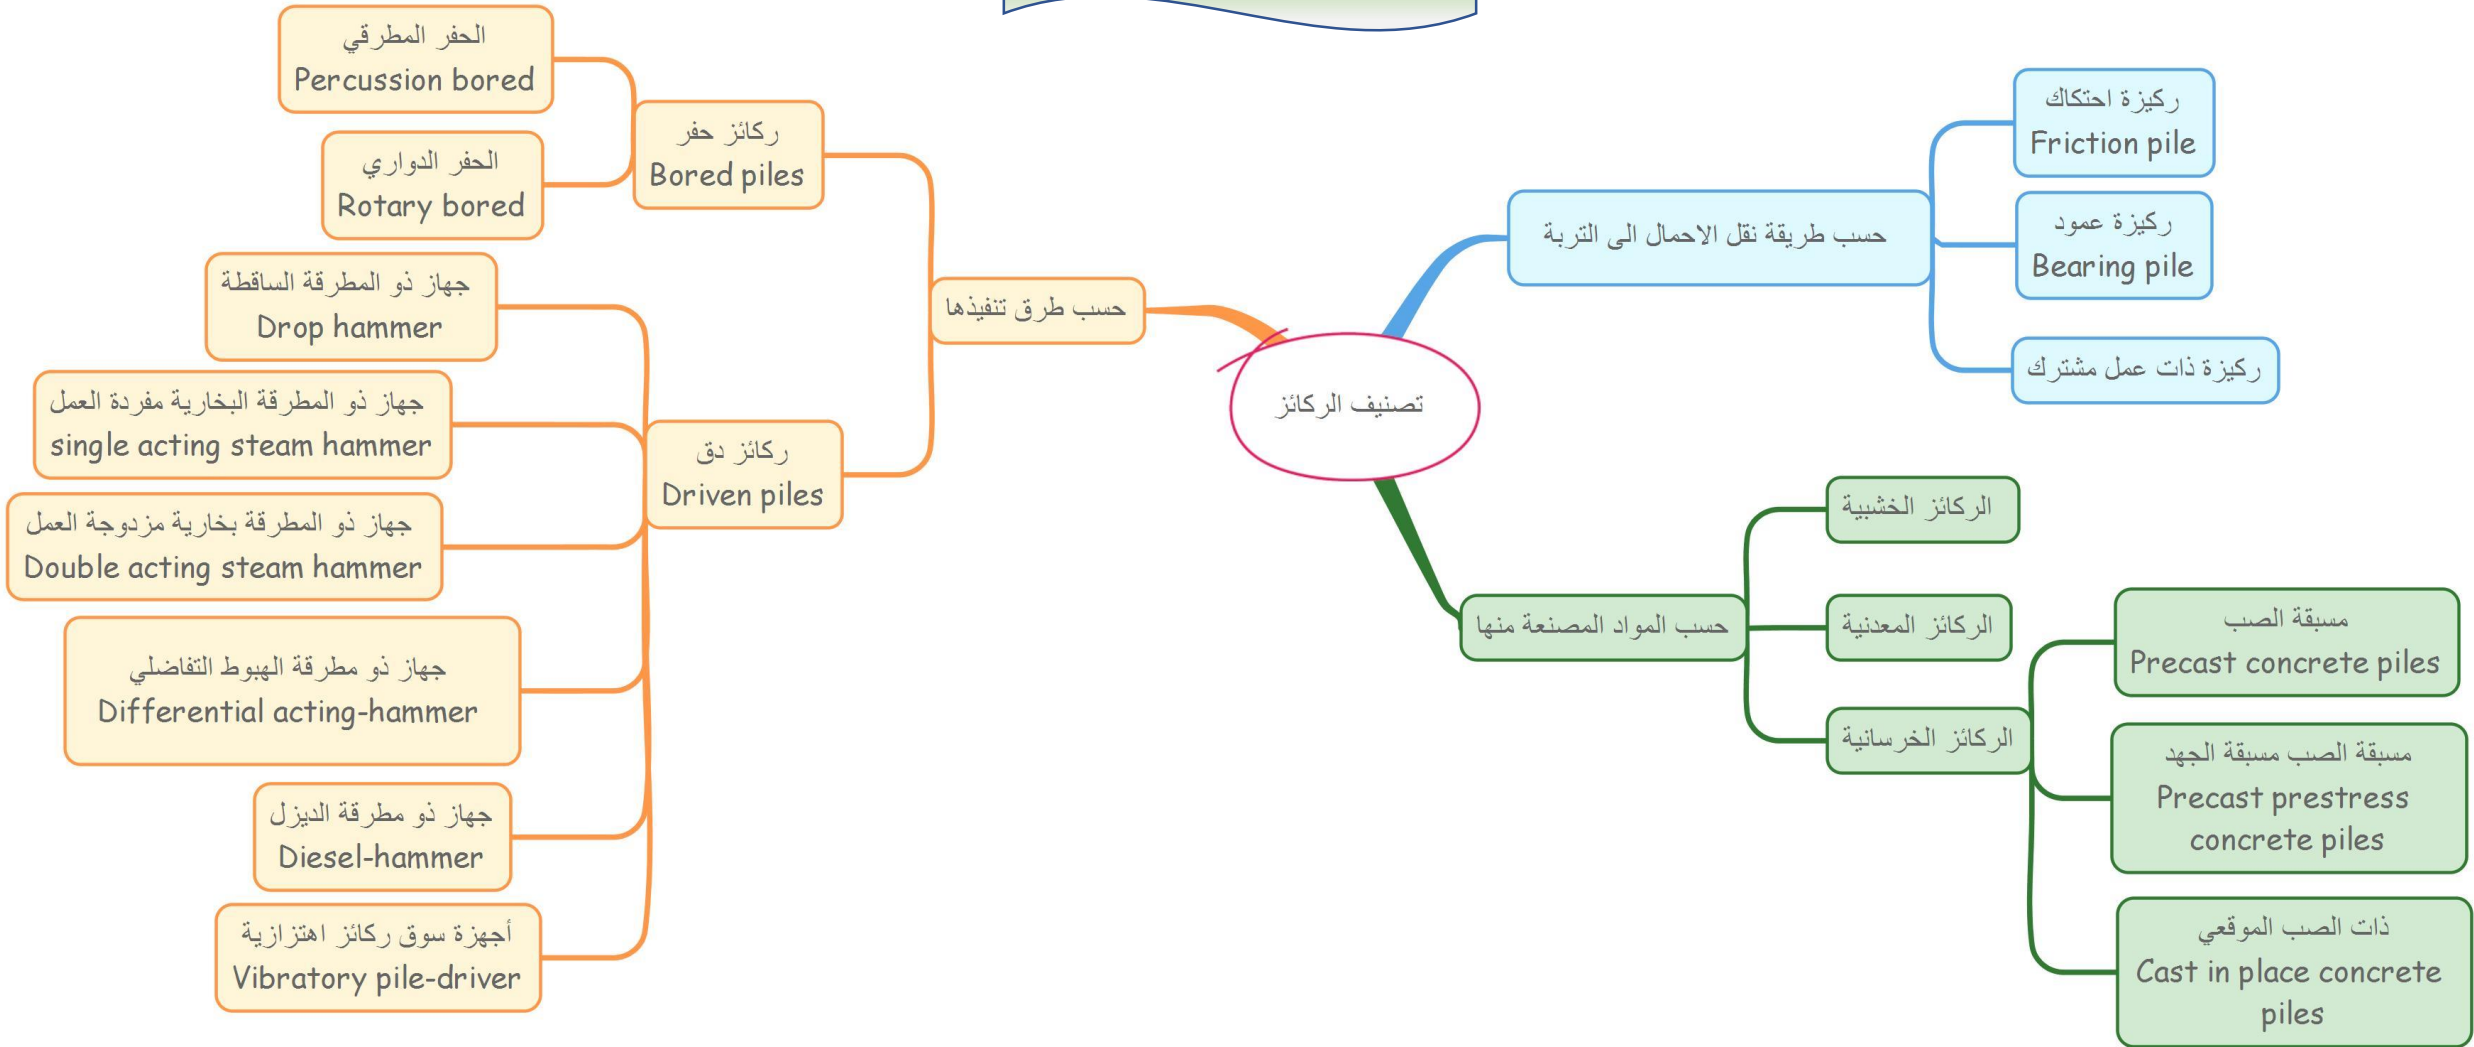 تصنيف الركائز
حسب طريقة نقل الاحمال الى التربة
ركيزة احتكاك
Friction pile
ركيزة عمود
Bearing pile
ركيزة ذات عمل مشترك
حسب المواد المصنعة منها
الركائز الخشبية
الركائز المعدنية
الركائز الخرسانية
مسبقة الصب
Precast concrete piles
مسبقة الصب مسبقة الجهد
Precast prestress
concrete piles
ذات الصب الموقعي
Cast in place concrete
piles
حسب طرق تنفيذها
ركائز حفر
Bored piles
الحفر المطرقي
Percussion bored
الحفر الدواري
Rotary bored
ركائز دق
Driven piles
جهاز ذو المطرقة الساقطة
Drop hammer
جهاز ذو المطرقة البخارية مفردة العمل
single acting steam hammer
جهاز ذو المطرقة بخارية مزدوجة العمل
Double acting steam hammer
جهاز ذو مطرقة الهبوط التفاضلي
Differential acting-hammer
جهاز ذو مطرقة الديزل
Diesel-hammer
أجهزة سوق ركائز اهتزازية
Vibratory pile-driver